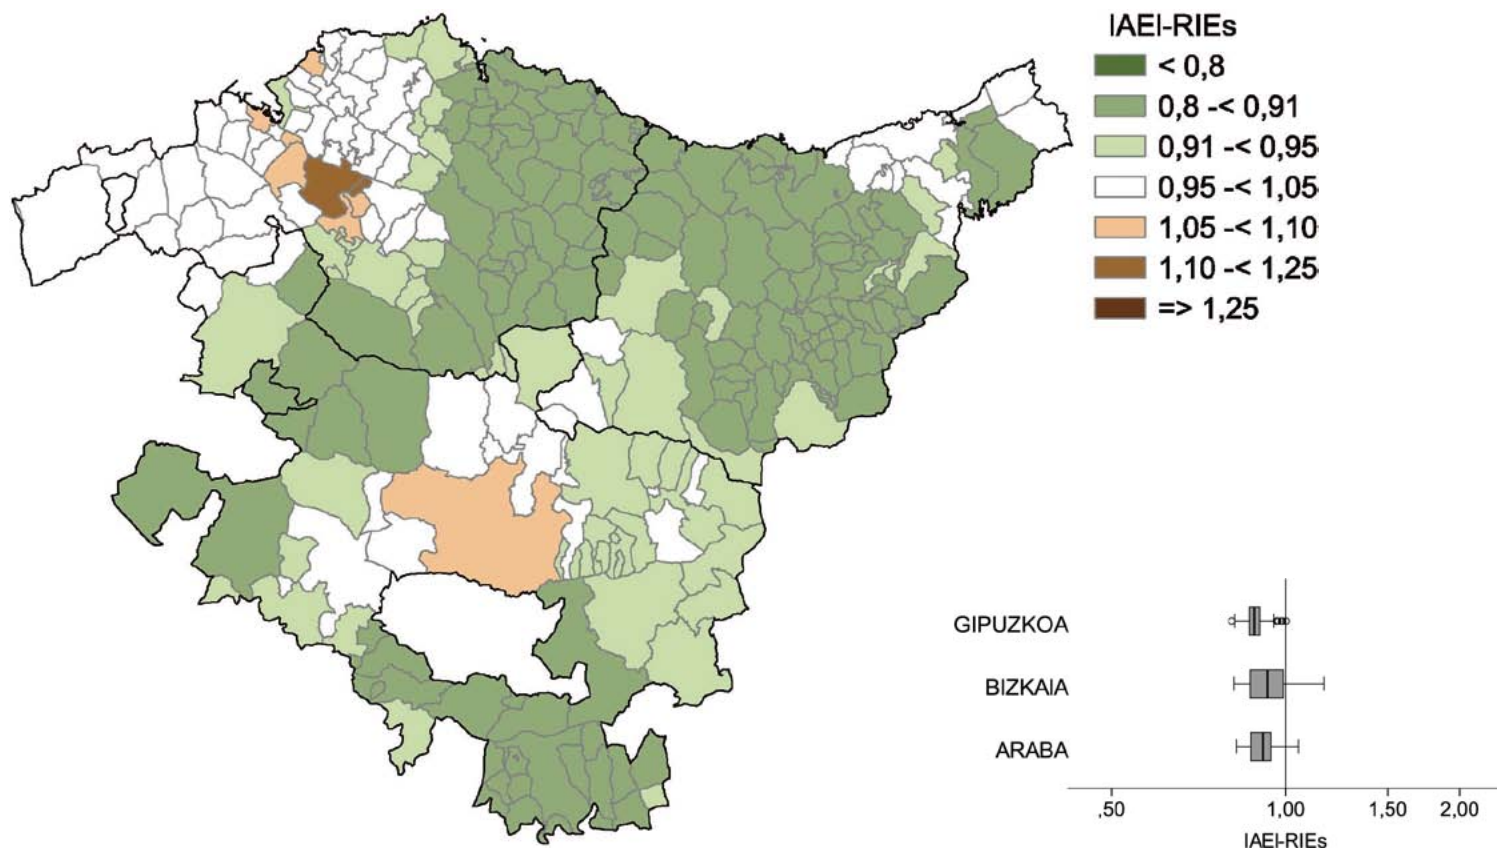 IAEI-RIEs
< 0,8
0,8 -< 0,91
0,91 -< 0,95
0,95 -< 1,05
1,05 -< 1,10
1,10 -< 1,25
=> 1,25
GIPUZKOA
BIZKAIA
ARABA
,50 1,00 1,50 2,00
IAEI-RIEs